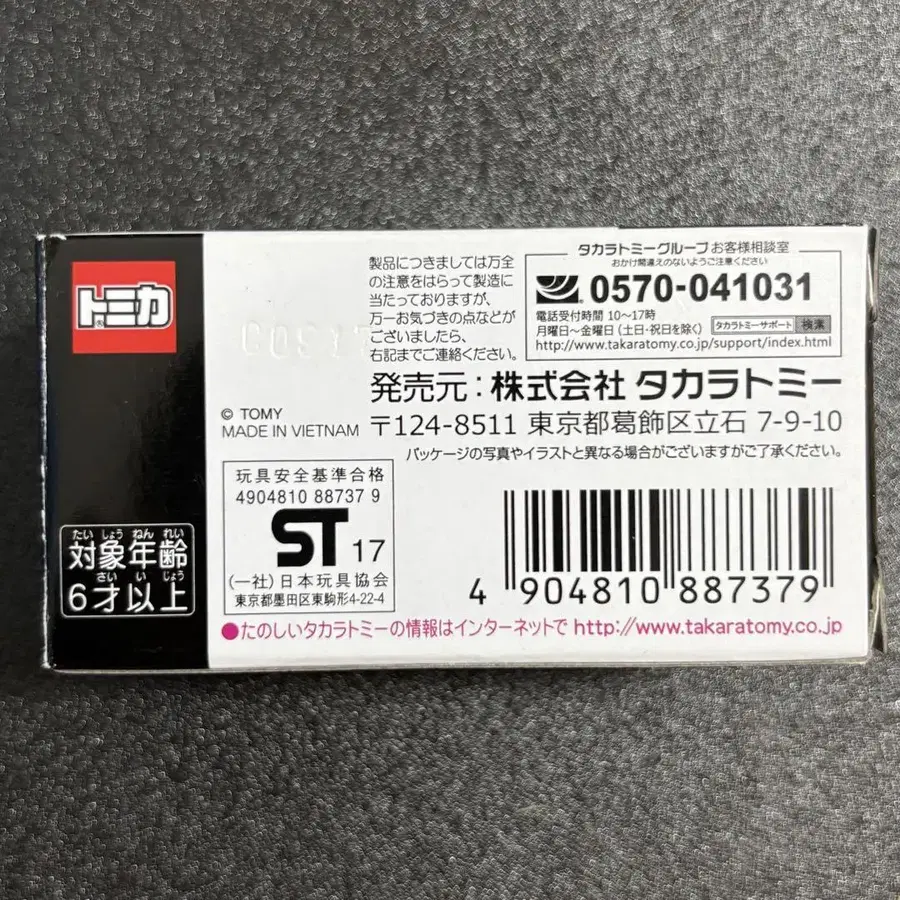 トミカ
®
製品につきましては万全
の注意をはらって製造に
当たっておりますが、
万一お気づきの点などが
ございましたら、
右記までご連絡ください。
タカラトミーグループ お客様相談室
おかけ間違えのないようご注意ください
0570-041031
電話受付時間 10〜17時
月曜日〜金曜日(土日・祝日を除く)
タカラトミーサポート 検索
http://www.takaratomy.co.jp/support/index.html
発売元:株式会社 タカラトミー
© TOMY
MADE IN VIETNAM
〒124-8511 東京都葛飾区立石 7-9-10
パッケージの写真やイラストと異なる場合がございますがご了承ください。
玩具安全基準合格
4904810 88737 9
ST 17
(一社)日本玩具協会
東京都墨田区東駒形4-22-4
たい しょう ねん れい
対象年齢
さい い じょう
6才以上
4 904810 887379
●たのしいタカラトミーの情報はインターネットで http://www.takaratomy.co.jp